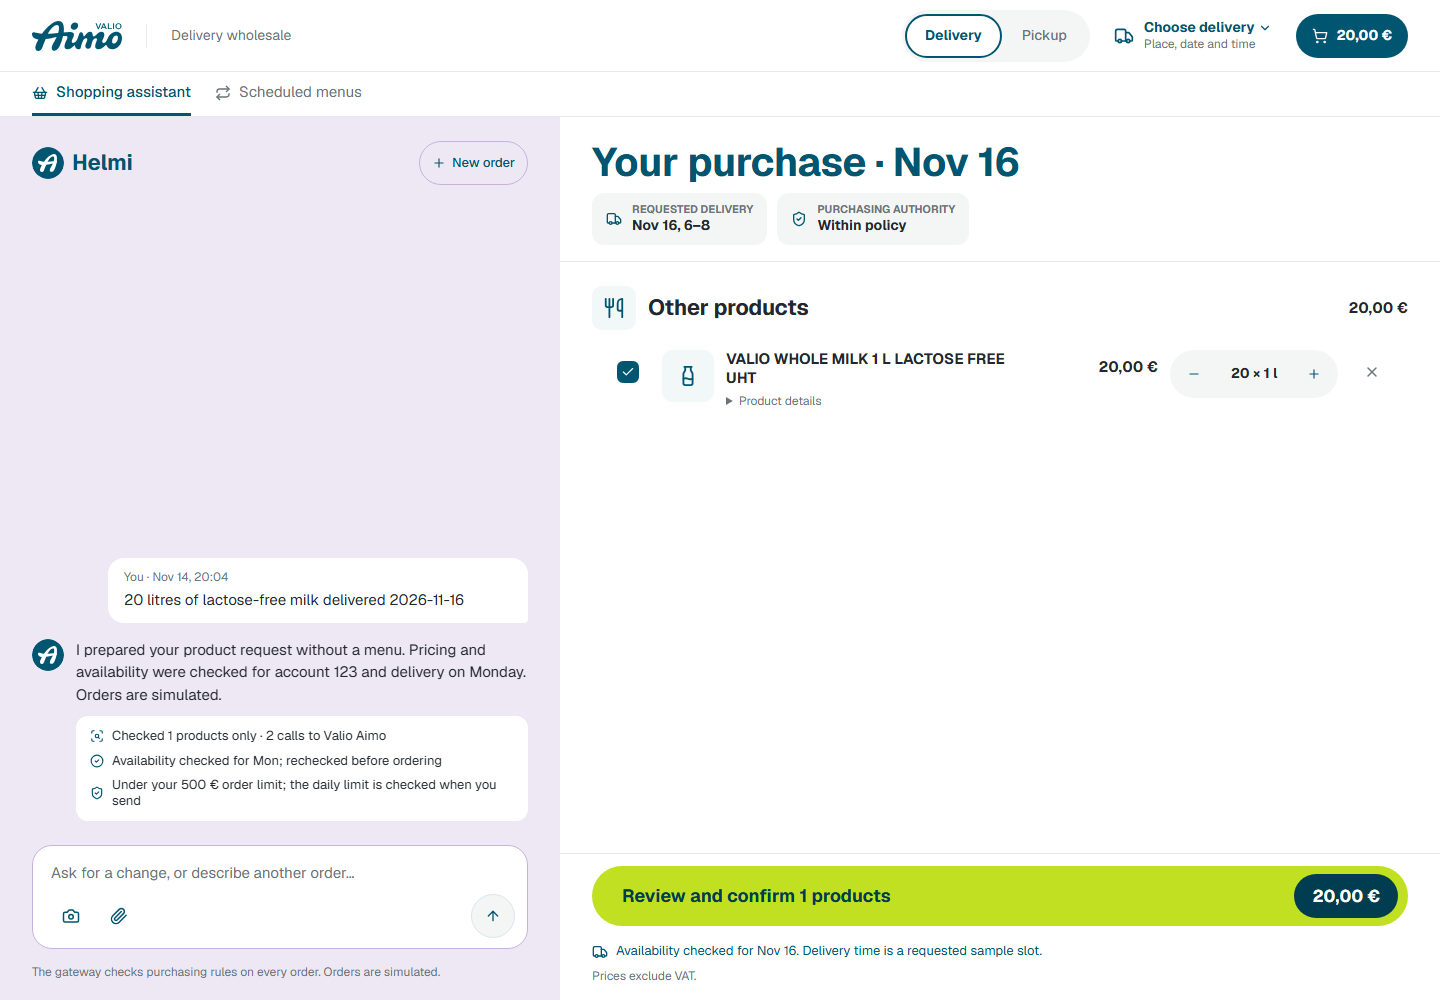 Aimo VALIO
Delivery wholesale
Delivery
Pickup
Choose delivery
Place, date and time
20,00 €
Shopping assistant
Scheduled menus
Helmi
New order
You · Nov 14, 20:04
20 litres of lactose-free milk delivered 2026-11-16
I prepared your product request without a menu. Pricing and
availability were checked for account 123 and delivery on Monday.
Orders are simulated.
Checked 1 products only · 2 calls to Valio Aimo
Availability checked for Mon; rechecked before ordering
Under your 500 € order limit; the daily limit is checked when you
send
Ask for a change, or describe another order...
The gateway checks purchasing rules on every order. Orders are simulated.
Your purchase · Nov 16
REQUESTED DELIVERY
Nov 16, 6–8
PURCHASING AUTHORITY
Within policy
Other products
20,00 €
VALIO WHOLE MILK 1 L LACTOSE FREE
UHT
Product details
20,00 €
− 20 × 1 l +
Review and confirm 1 products
20,00 €
Availability checked for Nov 16. Delivery time is a requested sample slot.
Prices exclude VAT.